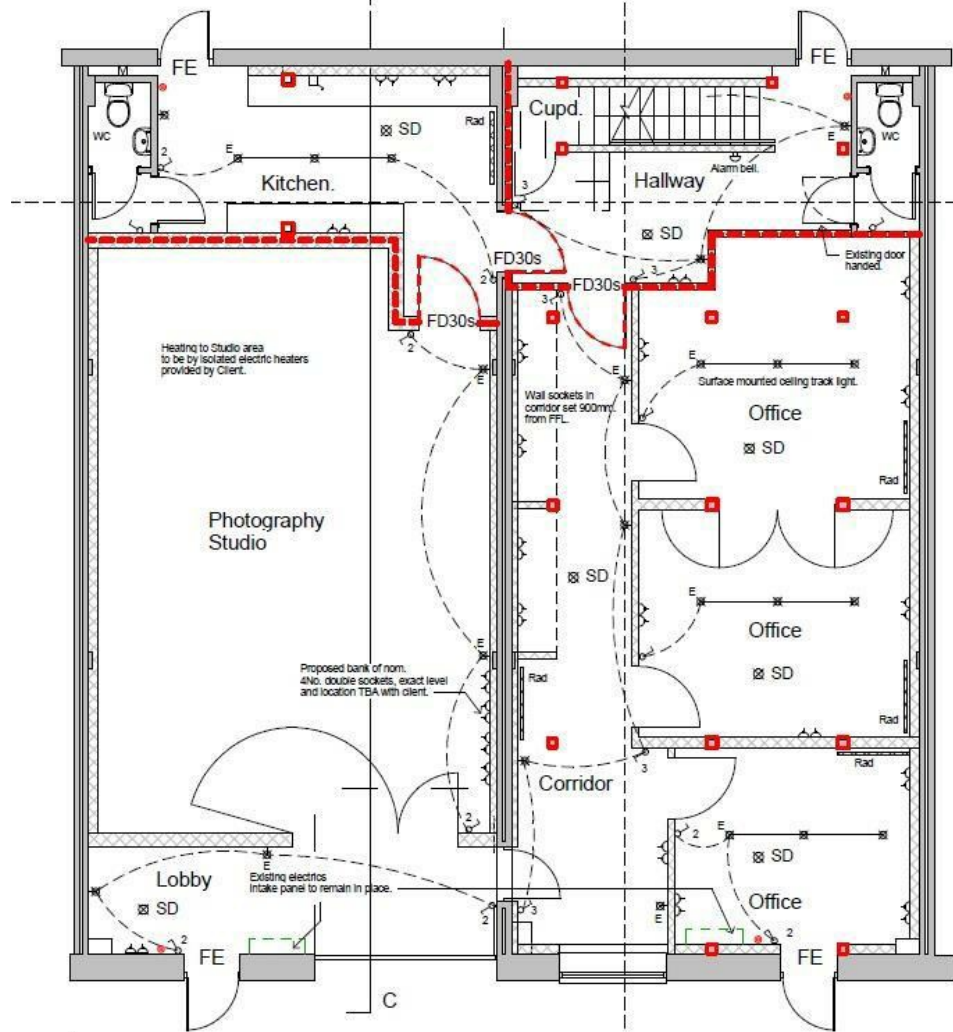 FE
FE
M
M
WC
2
E
SD
Kitchen.
Rad
Cupd.
3
Hallway
Alarm bell.
E
WC
SD
Existing door
handed.
FD30s
FD30s
FD30s
2
3
3
2
Heating to Studio area
to be by isolated electric heaters
provided by Client.
E
Wall sockets in
corridor set 900mm.
from FFL.
E
E
Surface mounted ceiling track light.
Office
SD
Rad
Photography
Studio
SD
E
Office
SD
Rad
E
Proposed bank of nom.
4No. double sockets, exact level
and location TBA with client.
Rad
3
Rad
Corridor
2
2
E
SD
Office
E
Lobby
Existing electrics
Intake panel to remain in place.
SD
2
2
3
E
2
FE
FE
C